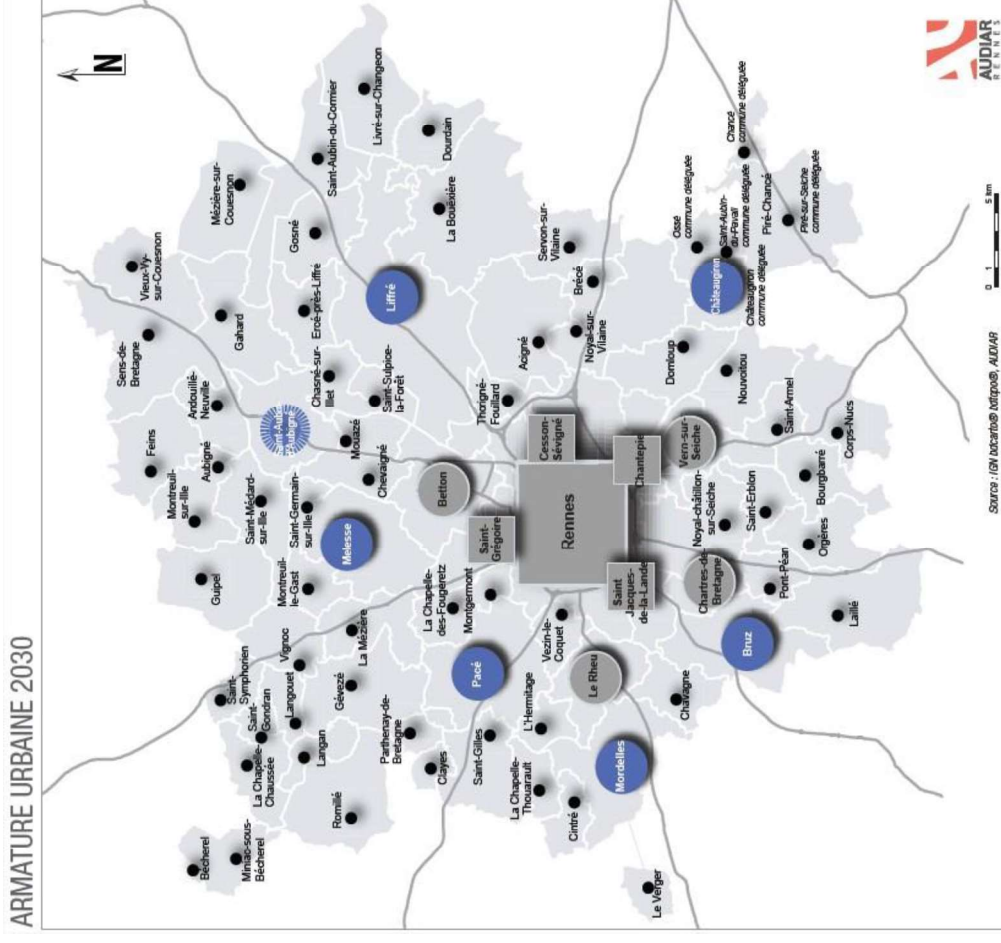 ARMATURE URBAINE 2030
N
Vieux-Vy-
sur-Couesnon
Mézière-sur-
Couesnon
Sens-de-
Bretagne
Feins
Andouillé-
Neuville
Gahard
Gosné
Saint-Aubin-du-Cormier
Livré-sur-Changeon
Dourdain
La Bouëxière
Ercé-près-Liffré
Liffré
Chasné-sur-
Illet
Saint-Sulpice-
la-Forêt
Mouazé
Chevaigné
Aubigné
Montreuil-
sur-Ille
Saint-Médard-
sur-Ille
Saint-Germain-
sur-Ille
Melesse
Guipel
Montreuil-
le-Gast
La Mézière
Vignoc
Saint-
Symphorien
Saint-
Gondran
Langouet
Gévezé
La Chapelle-
Chaussée
Langan
Bécherel
Miniac-sous-
Bécherel
Romillé
Parthenay-de-
Bretagne
Clayes
Saint-Gilles
Pacé
La Chapelle-
des-Fougeretz
Montgermont
Saint-
Grégoire
Betton
Thorigné-
Fouillard
Acigné
Servon-sur-
Vilaine
Brécé
Noyal-sur-
Vilaine
Cesson-
Sévigné
Rennes
Chantepie
Saint
Jacques-
de-la-Lande
Vezin-le-
Coquet
Le Rheu
L'Hermitage
La Chapelle-
Thouarault
Cintré
Mordelles
Le Verger
Chavagne
Bruz
Chartres-de-
Bretagne
Pont-Péan
Laillé
Noyal-châtillon-
sur-Seiche
Saint-Erblon
Orgères
Bourgbarré
Vern-sur-
Seiche
Saint-Armel
Corps-Nuds
Nouvoitou
Domloup
Châteaugiron
Châteaugiron
commune déléguée
Ossé
commune déléguée
Saint-Aubin-
du-Pavail
commune déléguée
Chancé
commune déléguée
Piré-Chancé
Piré-sur-Seiche
commune déléguée
0 1 5 km
AUDIAR
RENNES